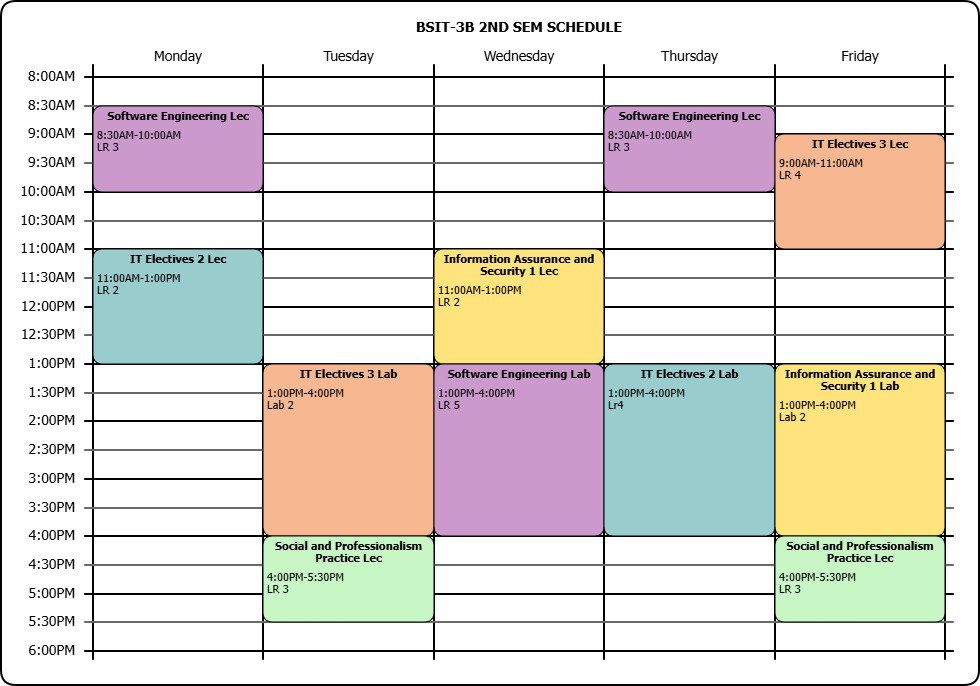 BSIT-3B 2ND SEM SCHEDULE
Monday Tuesday Wednesday Thursday Friday
8:00AM
8:30AM
9:00AM
9:30AM
10:00AM
10:30AM
11:00AM
11:30AM
12:00PM
12:30PM
1:00PM
1:30PM
2:00PM
2:30PM
3:00PM
3:30PM
4:00PM
4:30PM
5:00PM
5:30PM
6:00PM
Software Engineering Lec
8:30AM-10:00AM
LR 3
IT Electives 2 Lec
11:00AM-1:00PM
LR 2
IT Electives 3 Lab
1:00PM-4:00PM
Lab 2
Social and Professionalism
Practice Lec
4:00PM-5:30PM
LR 3
Information Assurance and
Security 1 Lec
11:00AM-1:00PM
LR 2
Software Engineering Lab
1:00PM-4:00PM
LR 5
Software Engineering Lec
8:30AM-10:00AM
LR 3
IT Electives 2 Lab
1:00PM-4:00PM
Lr4
IT Electives 3 Lec
9:00AM-11:00AM
LR 4
Information Assurance and
Security 1 Lab
1:00PM-4:00PM
Lab 2
Social and Professionalism
Practice Lec
4:00PM-5:30PM
LR 3